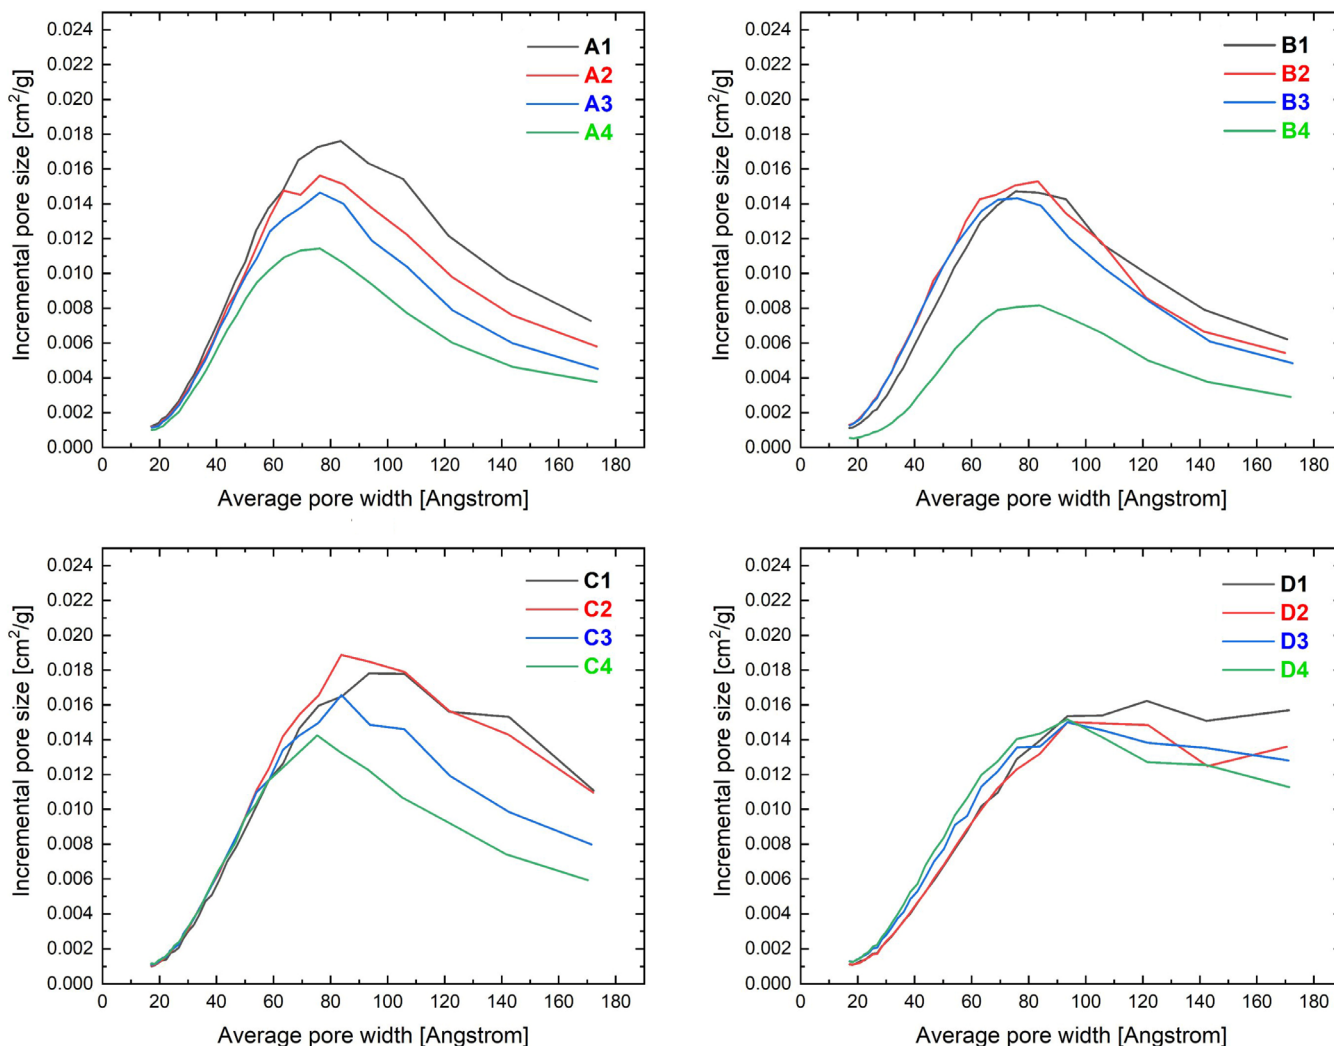 0.024
0.022
0.020
0.018
0.016
0.014
0.012
0.010
0.008
0.006
0.004
0.002
0.000
Incremental pore size [cm²/g]
A1
A2
A3
A4
0 20 40 60 80 100 120 140 160 180
Average pore width [Angstrom]
0.024
0.022
0.020
0.018
0.016
0.014
0.012
0.010
0.008
0.006
0.004
0.002
0.000
Incremental pore size [cm²/g]
B1
B2
B3
B4
0 20 40 60 80 100 120 140 160 180
Average pore width [Angstrom]
0.024
0.022
0.020
0.018
0.016
0.014
0.012
0.010
0.008
0.006
0.004
0.002
0.000
Incremental pore size [cm²/g]
C1
C2
C3
C4
0 20 40 60 80 100 120 140 160 180
Average pore width [Angstrom]
0.024
0.022
0.020
0.018
0.016
0.014
0.012
0.010
0.008
0.006
0.004
0.002
0.000
Incremental pore size [cm²/g]
D1
D2
D3
D4
0 20 40 60 80 100 120 140 160 180
Average pore width [Angstrom]